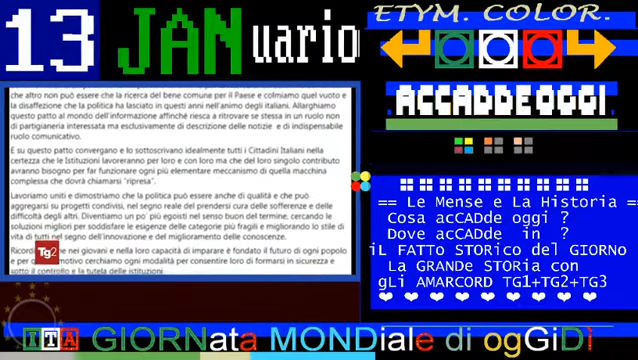 13 JANuario
ETYM. COLOR.
ACCADDEOGGI
che altro non può essere che la ricerca del bene comune per il Paese e colmiamo quel vuoto e
la disaffezione che la politica ha lasciato in questi anni nell'animo degli italiani. Allarghiamo
questo patto al mondo dell'informazione affinché riesca a ritrovare se stessa in un ruolo non
di partigianeria interessata ma esclusivamente di descrizione delle notizie e di indispensabile
ruolo comunicativo.
E su questo patto convergano e lo sottoscrivano idealmente tutti i Cittadini Italiani nella
certezza che le Istituzioni lavoreranno per loro e con loro ma che del loro singolo contributo
avranno bisogno per far funzionare ogni più elementare meccanismo di quella macchina
complessa che dovrà chiamarsi "ripresa".
Lavoriamo uniti e dimostriamo che la politica può essere anche di qualità e che può
aggregarsi su progetti condivisi, nel segno reale del prendersi cura delle sofferenze e delle
difficoltà degli altri. Diventiamo un po' più egoisti nel senso buon del termine, cercando le
soluzioni migliori per soddisfare le esigenze delle categorie più fragili e migliorando lo stile di
vita di tutti nel segno dell'innovazione e del miglioramento delle conoscenze.
Ricord ne nei giovani e nella loro capacità di imparare è fondato il futuro di ogni popolo
e per q motivo cerchiamo ogni modalità per consentire loro di formarsi in sicurezza e
sotto il controllo e la tutela delle istituzioni
Tg2
== Le Mense e La Historia ==
Cosa acCADde oggi ?
Dove acCADde in ?
iL FATTo STORico del GIORNo
La GRANDe STORia con
gLi AMARCORD TG1+TG2+TG3
ITA GIORNata MONDiale di ogGiDi